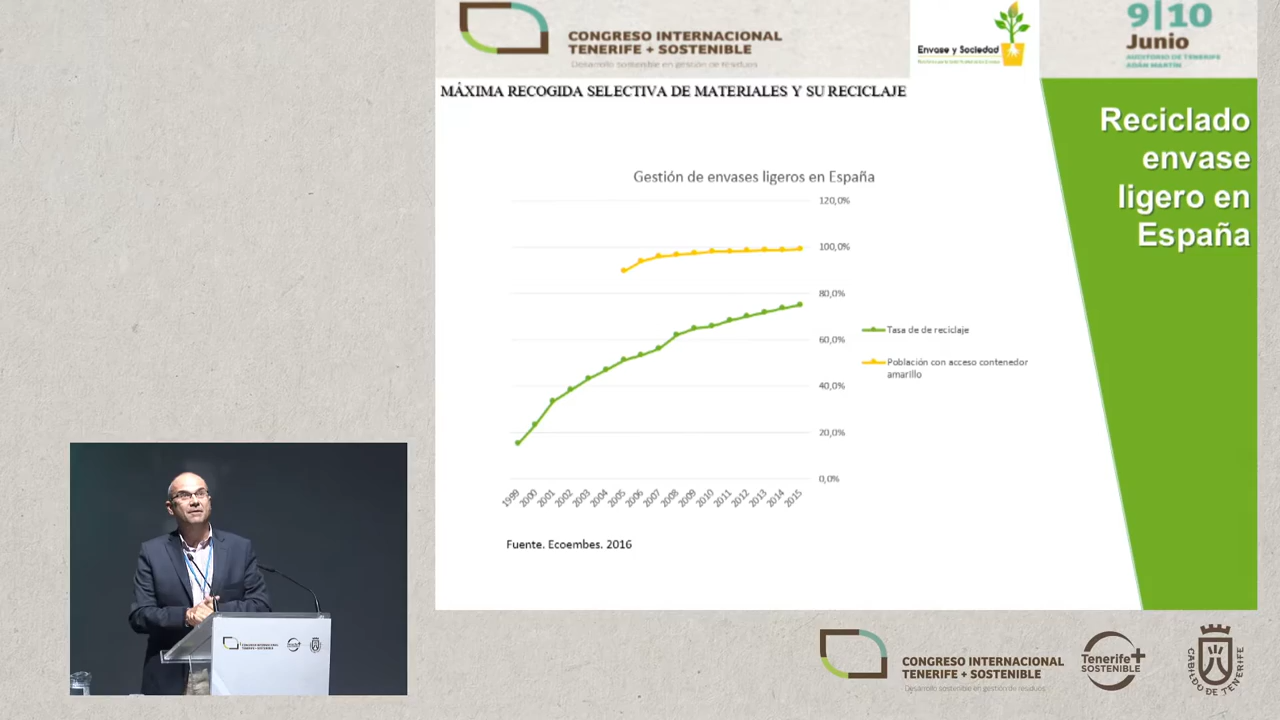 CONGRESO INTERNACIONAL
TENERIFE + SOSTENIBLE
Desarrollo sostenible en gestión de residuos
Envase y Sociedad
9|10
Junio
AUDITORIO DE TENERIFE
ADÁN MARTÍN
MÁXIMA RECOGIDA SELECTIVA DE MATERIALES Y SU RECICLAJE
Reciclado
envase
ligero en
España
Gestión de envases ligeros en España
120,0%
100,0%
80,0%
60,0%
40,0%
20,0%
0,0%
Tasa de de reciclaje
Población con acceso contenedor
amarillo
1999 2000 2001 2002 2003 2004 2005 2006 2007 2008 2009 2010 2011 2012 2013 2014 2015
Fuente. Ecoembes. 2016
CONGRESO INTERNACIONAL
TENERIFE + SOSTENIBLE
CONGRESO INTERNACIONAL
TENERIFE + SOSTENIBLE
Desarrollo sostenible en gestión de residuos
Tenerife+
SOSTENIBLE
CABILDO DE TENERIFE